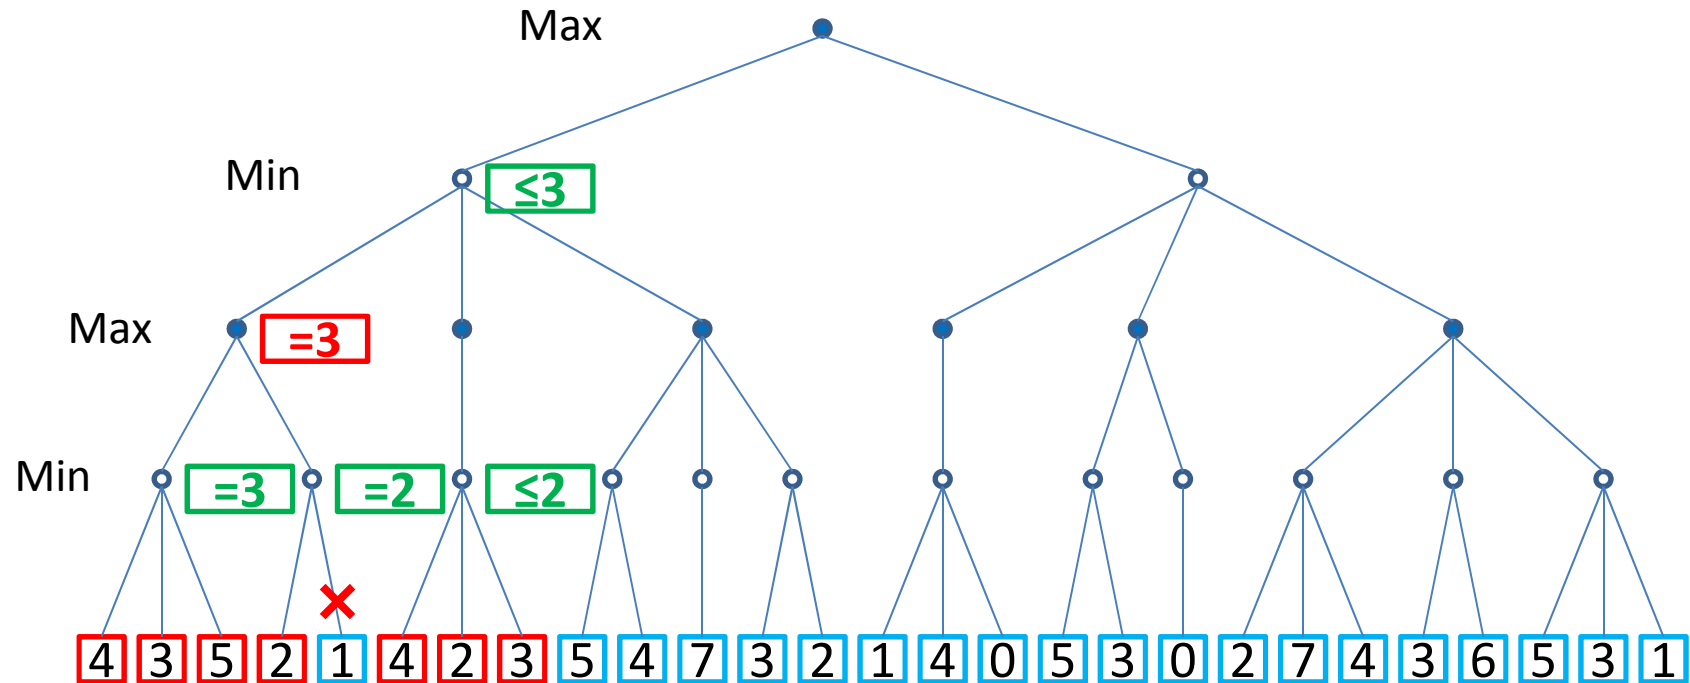 Max
Min ≤3
Max =3
Min =3 =2 ≤2
×
4 3 5 2 1 4 2 3 5 4 7 3 2 1 4 0 5 3 0 2 7 4 3 6 5 3 1